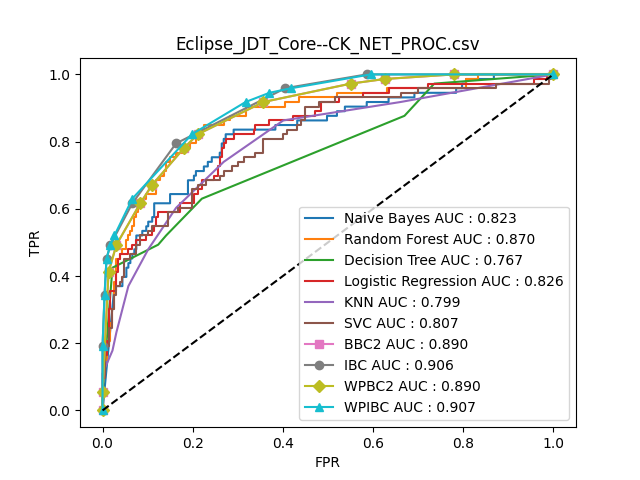 Eclipse_JDT_Core--CK_NET_PROC.csv
1.0
0.8
0.6
0.4
0.2
0.0
TPR
Naive Bayes AUC : 0.823
Random Forest AUC : 0.870
Decision Tree AUC : 0.767
Logistic Regression AUC : 0.826
KNN AUC : 0.799
SVC AUC : 0.807
BBC2 AUC : 0.890
IBC AUC : 0.906
WPBC2 AUC : 0.890
WPIBC AUC : 0.907
0.0 0.2 0.4 0.6 0.8 1.0
FPR